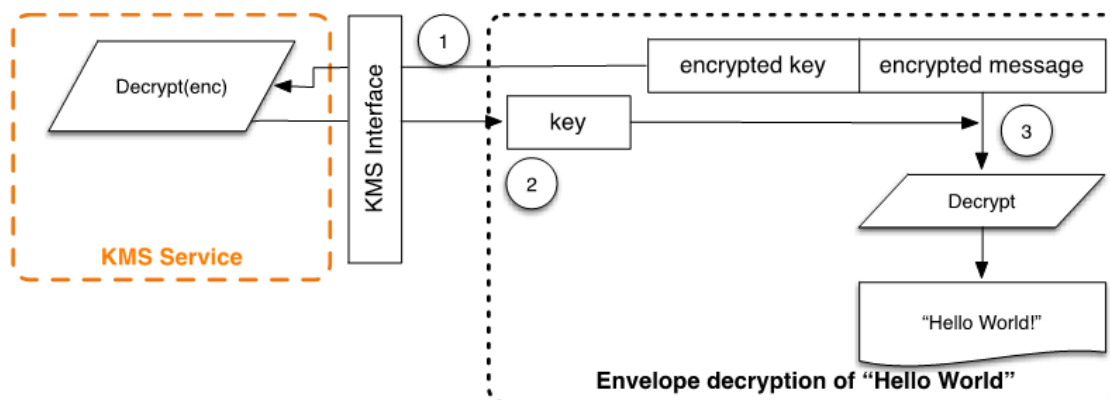 1
encrypted key
encrypted message
Decrypt(enc)
KMS Interface
key
3
2
Decrypt
KMS Service
“Hello World!”
Envelope decryption of “Hello World”